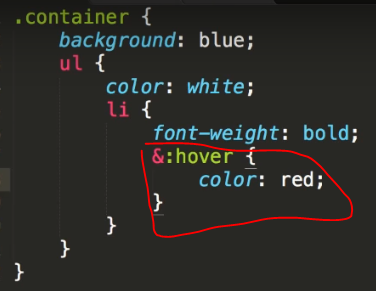 .container {
background: blue;
ul {
color: white;
li {
font-weight: bold;
&:hover {
color: red;
}
}
}
}